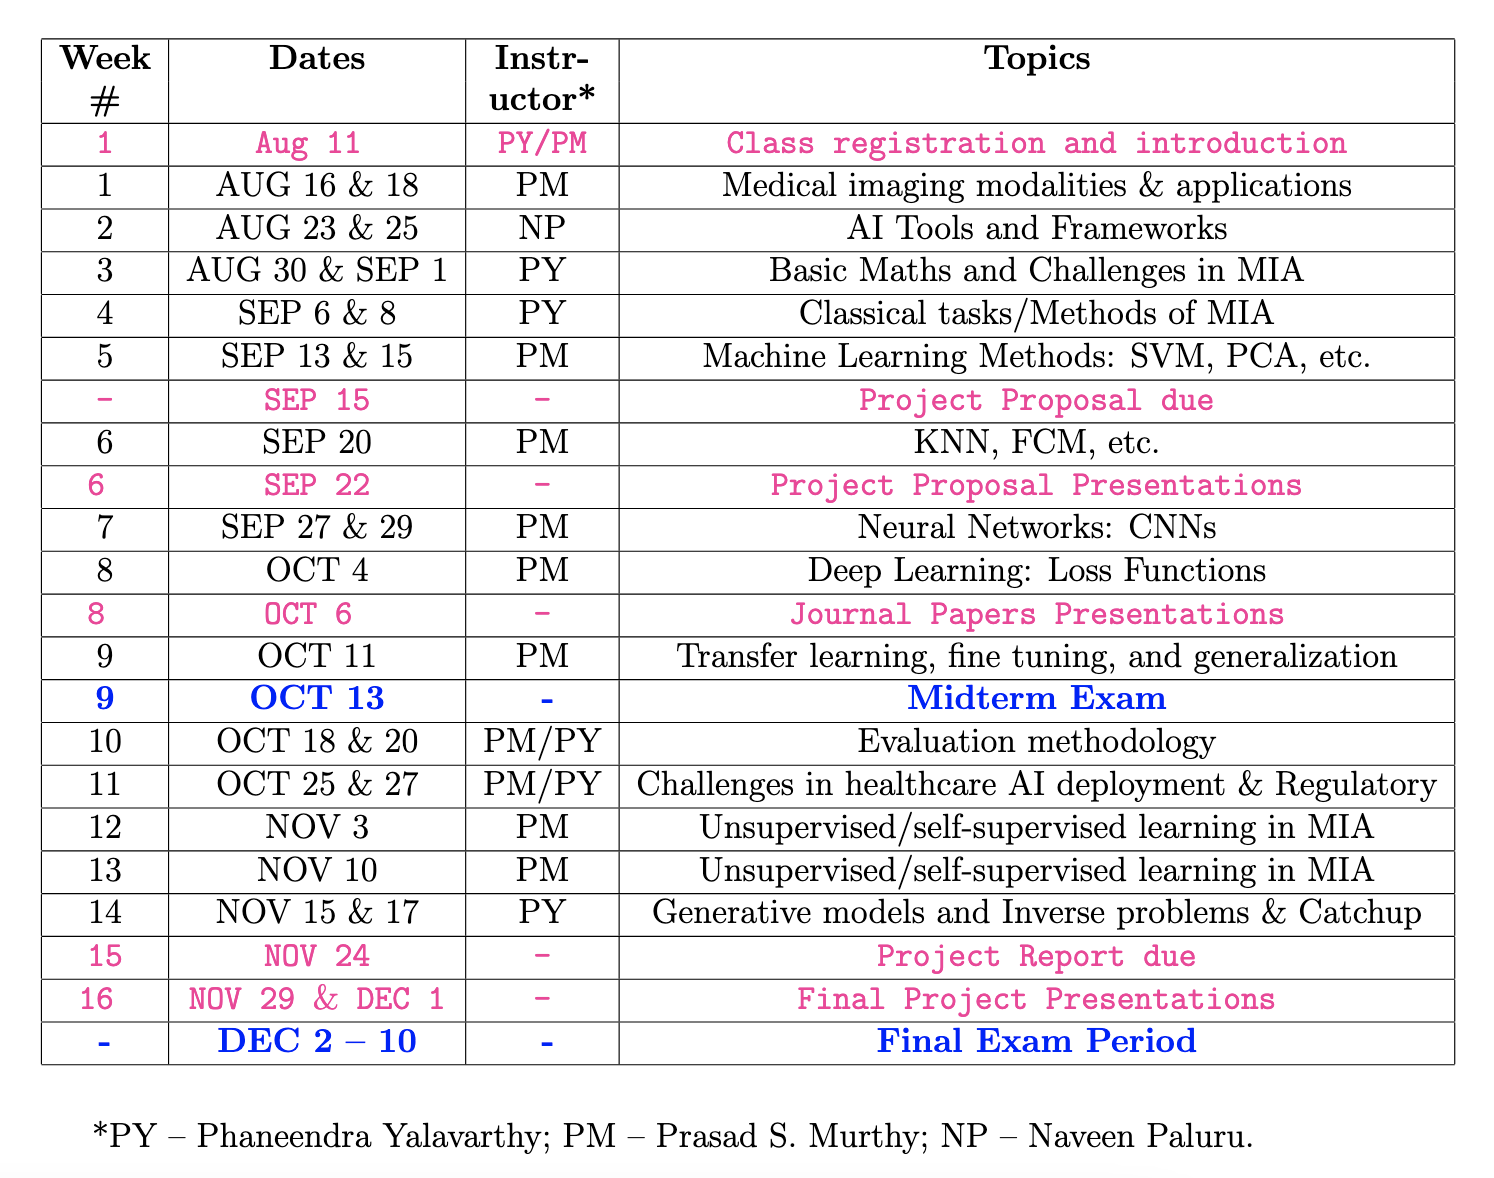 Week # Dates Instr-uctor* Topics
1 Aug 11 PY/PM Class registration and introduction
1 AUG 16 & 18 PM Medical imaging modalities & applications
2 AUG 23 & 25 NP AI Tools and Frameworks
3 AUG 30 & SEP 1 PY Basic Maths and Challenges in MIA
4 SEP 6 & 8 PY Classical tasks/Methods of MIA
5 SEP 13 & 15 PM Machine Learning Methods: SVM, PCA, etc.
- SEP 15 - Project Proposal due
6 SEP 20 PM KNN, FCM, etc.
6 SEP 22 - Project Proposal Presentations
7 SEP 27 & 29 PM Neural Networks: CNNs
8 OCT 4 PM Deep Learning: Loss Functions
8 OCT 6 - Journal Papers Presentations
9 OCT 11 PM Transfer learning, fine tuning, and generalization
9 OCT 13 - Midterm Exam
10 OCT 18 & 20 PM/PY Evaluation methodology
11 OCT 25 & 27 PM/PY Challenges in healthcare AI deployment & Regulatory
12 NOV 3 PM Unsupervised/self-supervised learning in MIA
13 NOV 10 PM Unsupervised/self-supervised learning in MIA
14 NOV 15 & 17 PY Generative models and Inverse problems & Catchup
15 NOV 24 - Project Report due
16 NOV 29 & DEC 1 - Final Project Presentations
- DEC 2 – 10 - Final Exam Period
*PY – Phaneendra Yalavarthy; PM – Prasad S. Murthy; NP – Naveen Paluru.